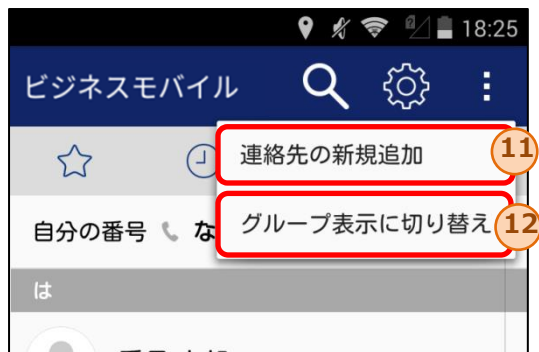 18:25
ビジネスモバイル
連絡先の新規追加
11
自分の番号 な
グループ表示に切り替え
12
は